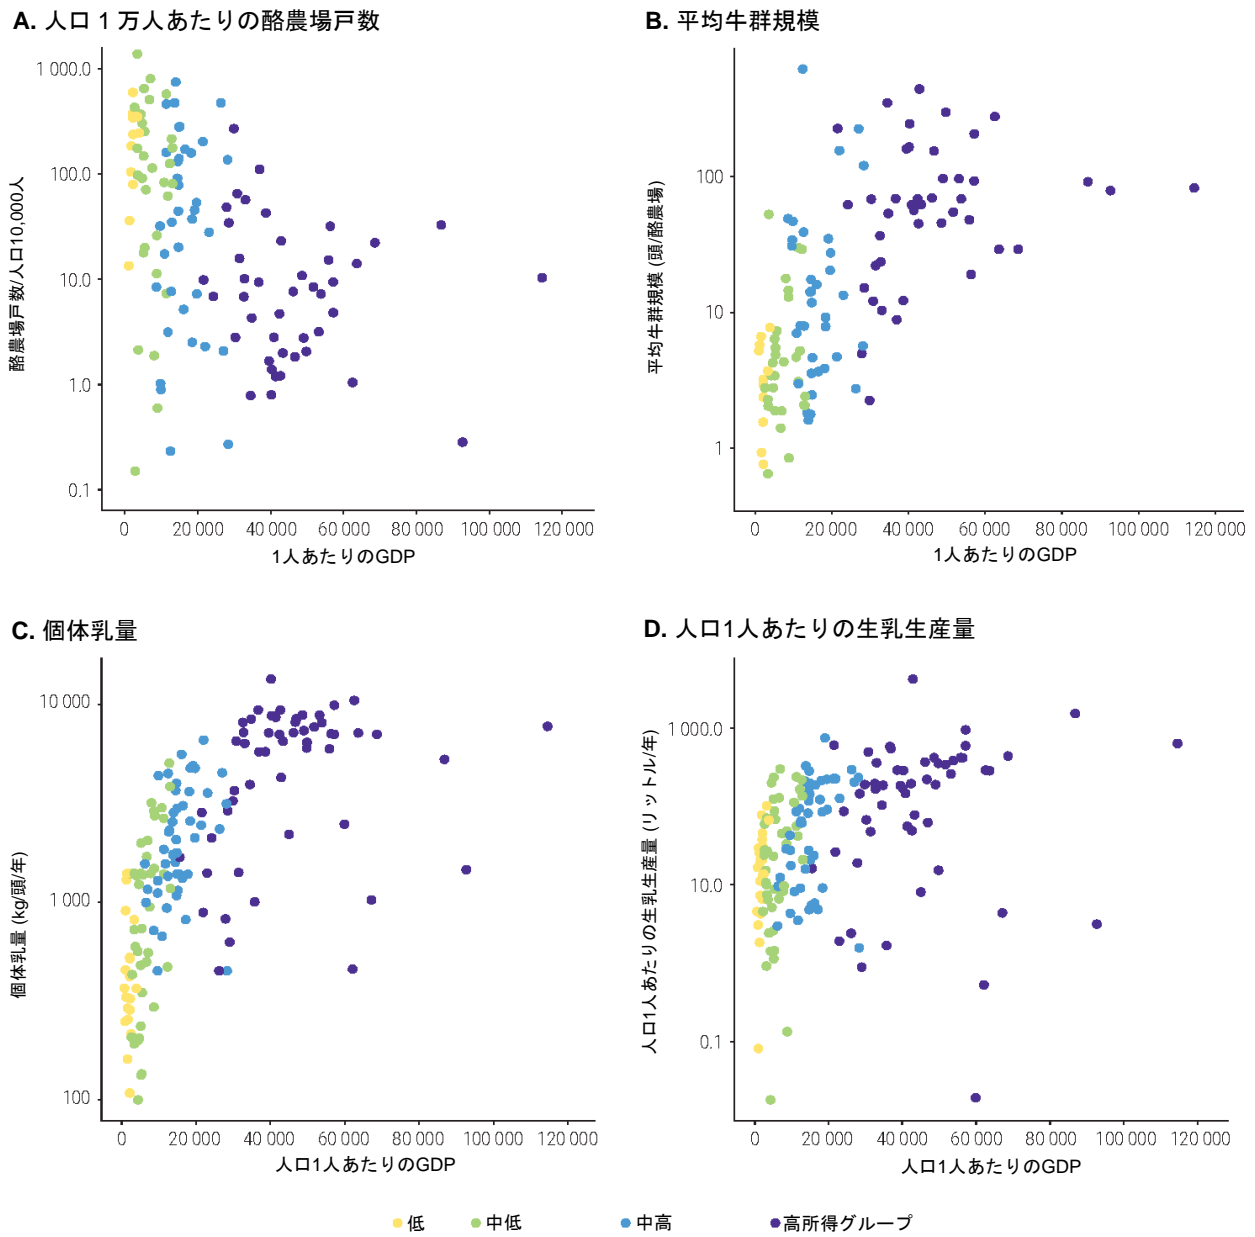 A. 人口 1 万人あたりの酪農場戸数
酪農場戸数/人口10,000人
1 000.0
100.0
10.0
1.0
0.1
0
20 000
40 000
60 000
80 000
100 000
120 000
1人あたりのGDP
B. 平均牛群規模
平均牛群規模 (頭/酪農場)
100
10
1
0
20 000
40 000
60 000
80 000
100 000
120 000
1人あたりのGDP
C. 個体乳量
個体乳量 (kg/頭/年)
10 000
1 000
100
0
20 000
40 000
60 000
80 000
100 000
120 000
人口1人あたりのGDP
D. 人口1人あたりの生乳生産量
人口1人あたりの生乳生産量 (リットル/年)
1 000.0
10.0
0.1
0
20 000
40 000
60 000
80 000
100 000
120 000
人口1人あたりのGDP
低
中低
中高
高所得グループ